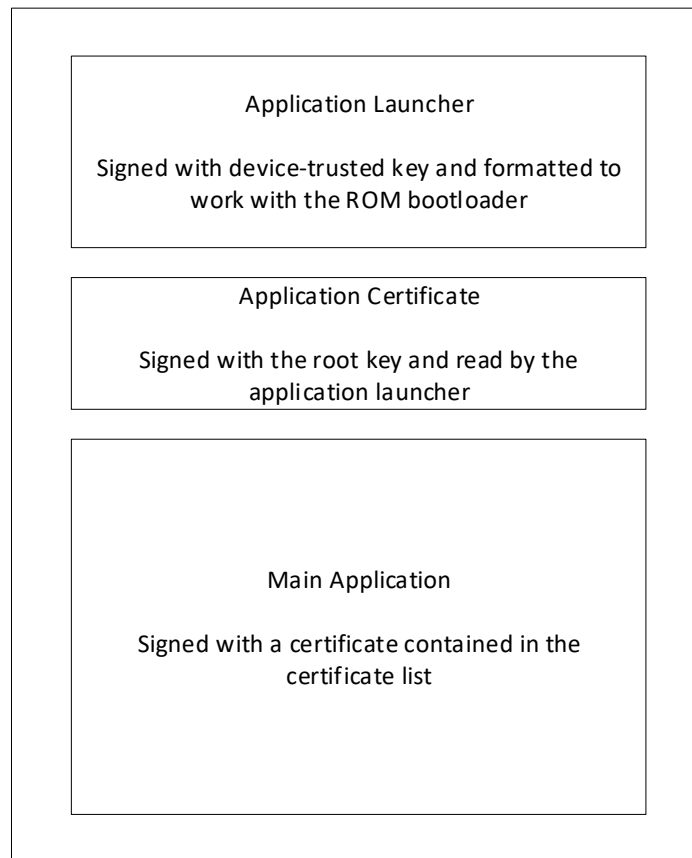 Application Launcher
Signed with device-trusted key and formatted to
work with the ROM bootloader
Application Certificate
Signed with the root key and read by the
application launcher
Main Application
Signed with a certificate contained in the
certificate list